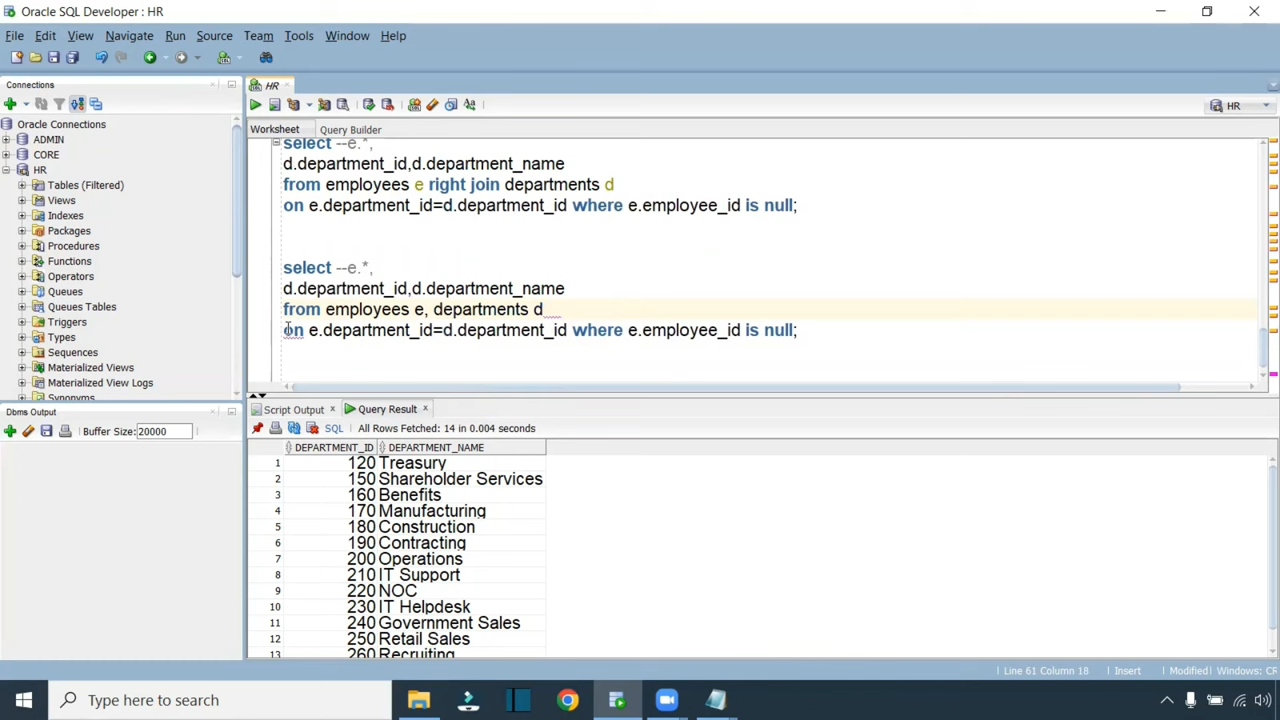 Oracle SQL Developer: HR
File Edit View Navigate Run Source Team Tools Window Help
Connections
HR
HR
Oracle Connections
ADMIN
CORE
HR
Tables (Filtered)
Views
Indexes
Packages
Procedures
Functions
Operators
Queues
Queues Tables
Triggers
Types
Sequences
Materialized Views
Materialized View Logs
Synonyms
Worksheet Query Builder
select --e.*,
d.department_id,d.department_name
from employees e right join departments d
on e.department_id=d.department_id where e.employee_id is null;
select --e.*,
d.department_id,d.department_name
from employees e, departments d
on e.department_id=d.department_id where e.employee_id is null;
Dbms Output
Buffer Size: 20000
Script Output Query Result
SQL All Rows Fetched: 14 in 0.004 seconds
DEPARTMENT_ID DEPARTMENT_NAME
1 120 Treasury
2 150 Shareholder Services
3 160 Benefits
4 170 Manufacturing
5 180 Construction
6 190 Contracting
7 200 Operations
8 210 IT Support
9 220 NOC
10 230 IT Helpdesk
11 240 Government Sales
12 250 Retail Sales
13 260 Recruiting
Line 61 Column 18 Insert Modified Windows: CR
Type here to search